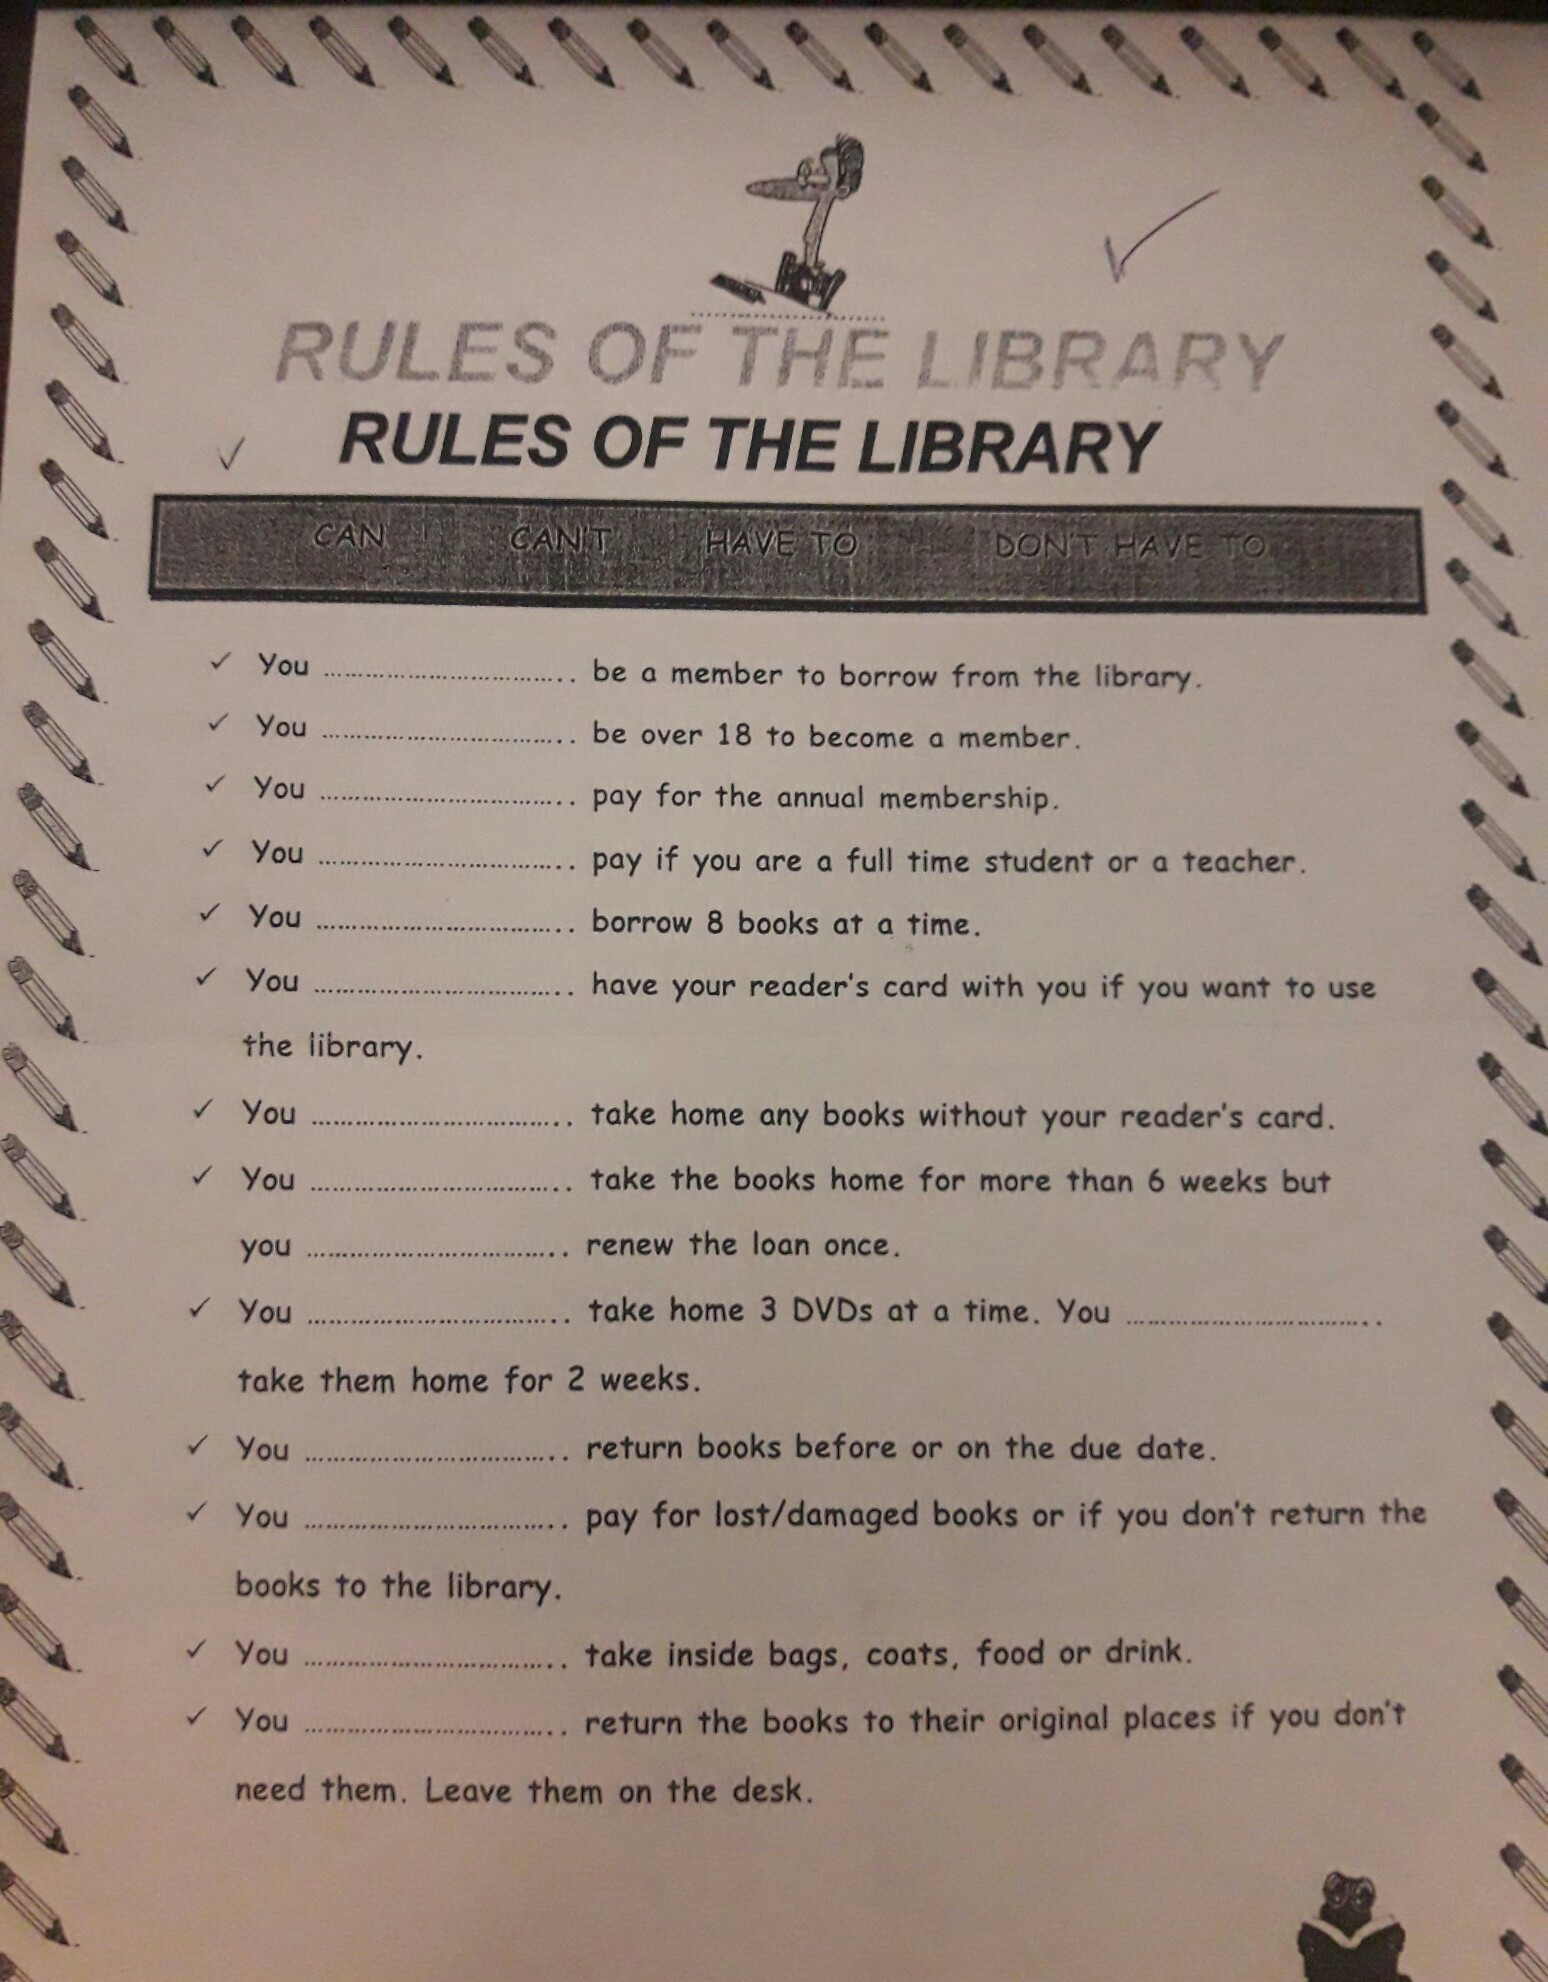 RULES OF THE LIBRARY
RULES OF THE LIBRARY
CAN CAN'T HAVE TO DON'T HAVE TO
✓ You ................................ be a member to borrow from the library.
✓ You ................................ be over 18 to become a member.
✓ You ................................ pay for the annual membership.
✓ You ................................ pay if you are a full time student or a teacher.
✓ You ................................ borrow 8 books at a time.
✓ You ................................ have your reader's card with you if you want to use
the library.
✓ You ................................ take home any books without your reader's card.
✓ You ................................ take the books home for more than 6 weeks but
you ................................ renew the loan once.
✓ You ................................ take home 3 DVDs at a time. You ................................
take them home for 2 weeks.
✓ You ................................ return books before or on the due date.
✓ You ................................ pay for lost/damaged books or if you don't return the
books to the library.
✓ You ................................ take inside bags, coats, food or drink.
✓ You ................................ return the books to their original places if you don't
need them. Leave them on the desk.